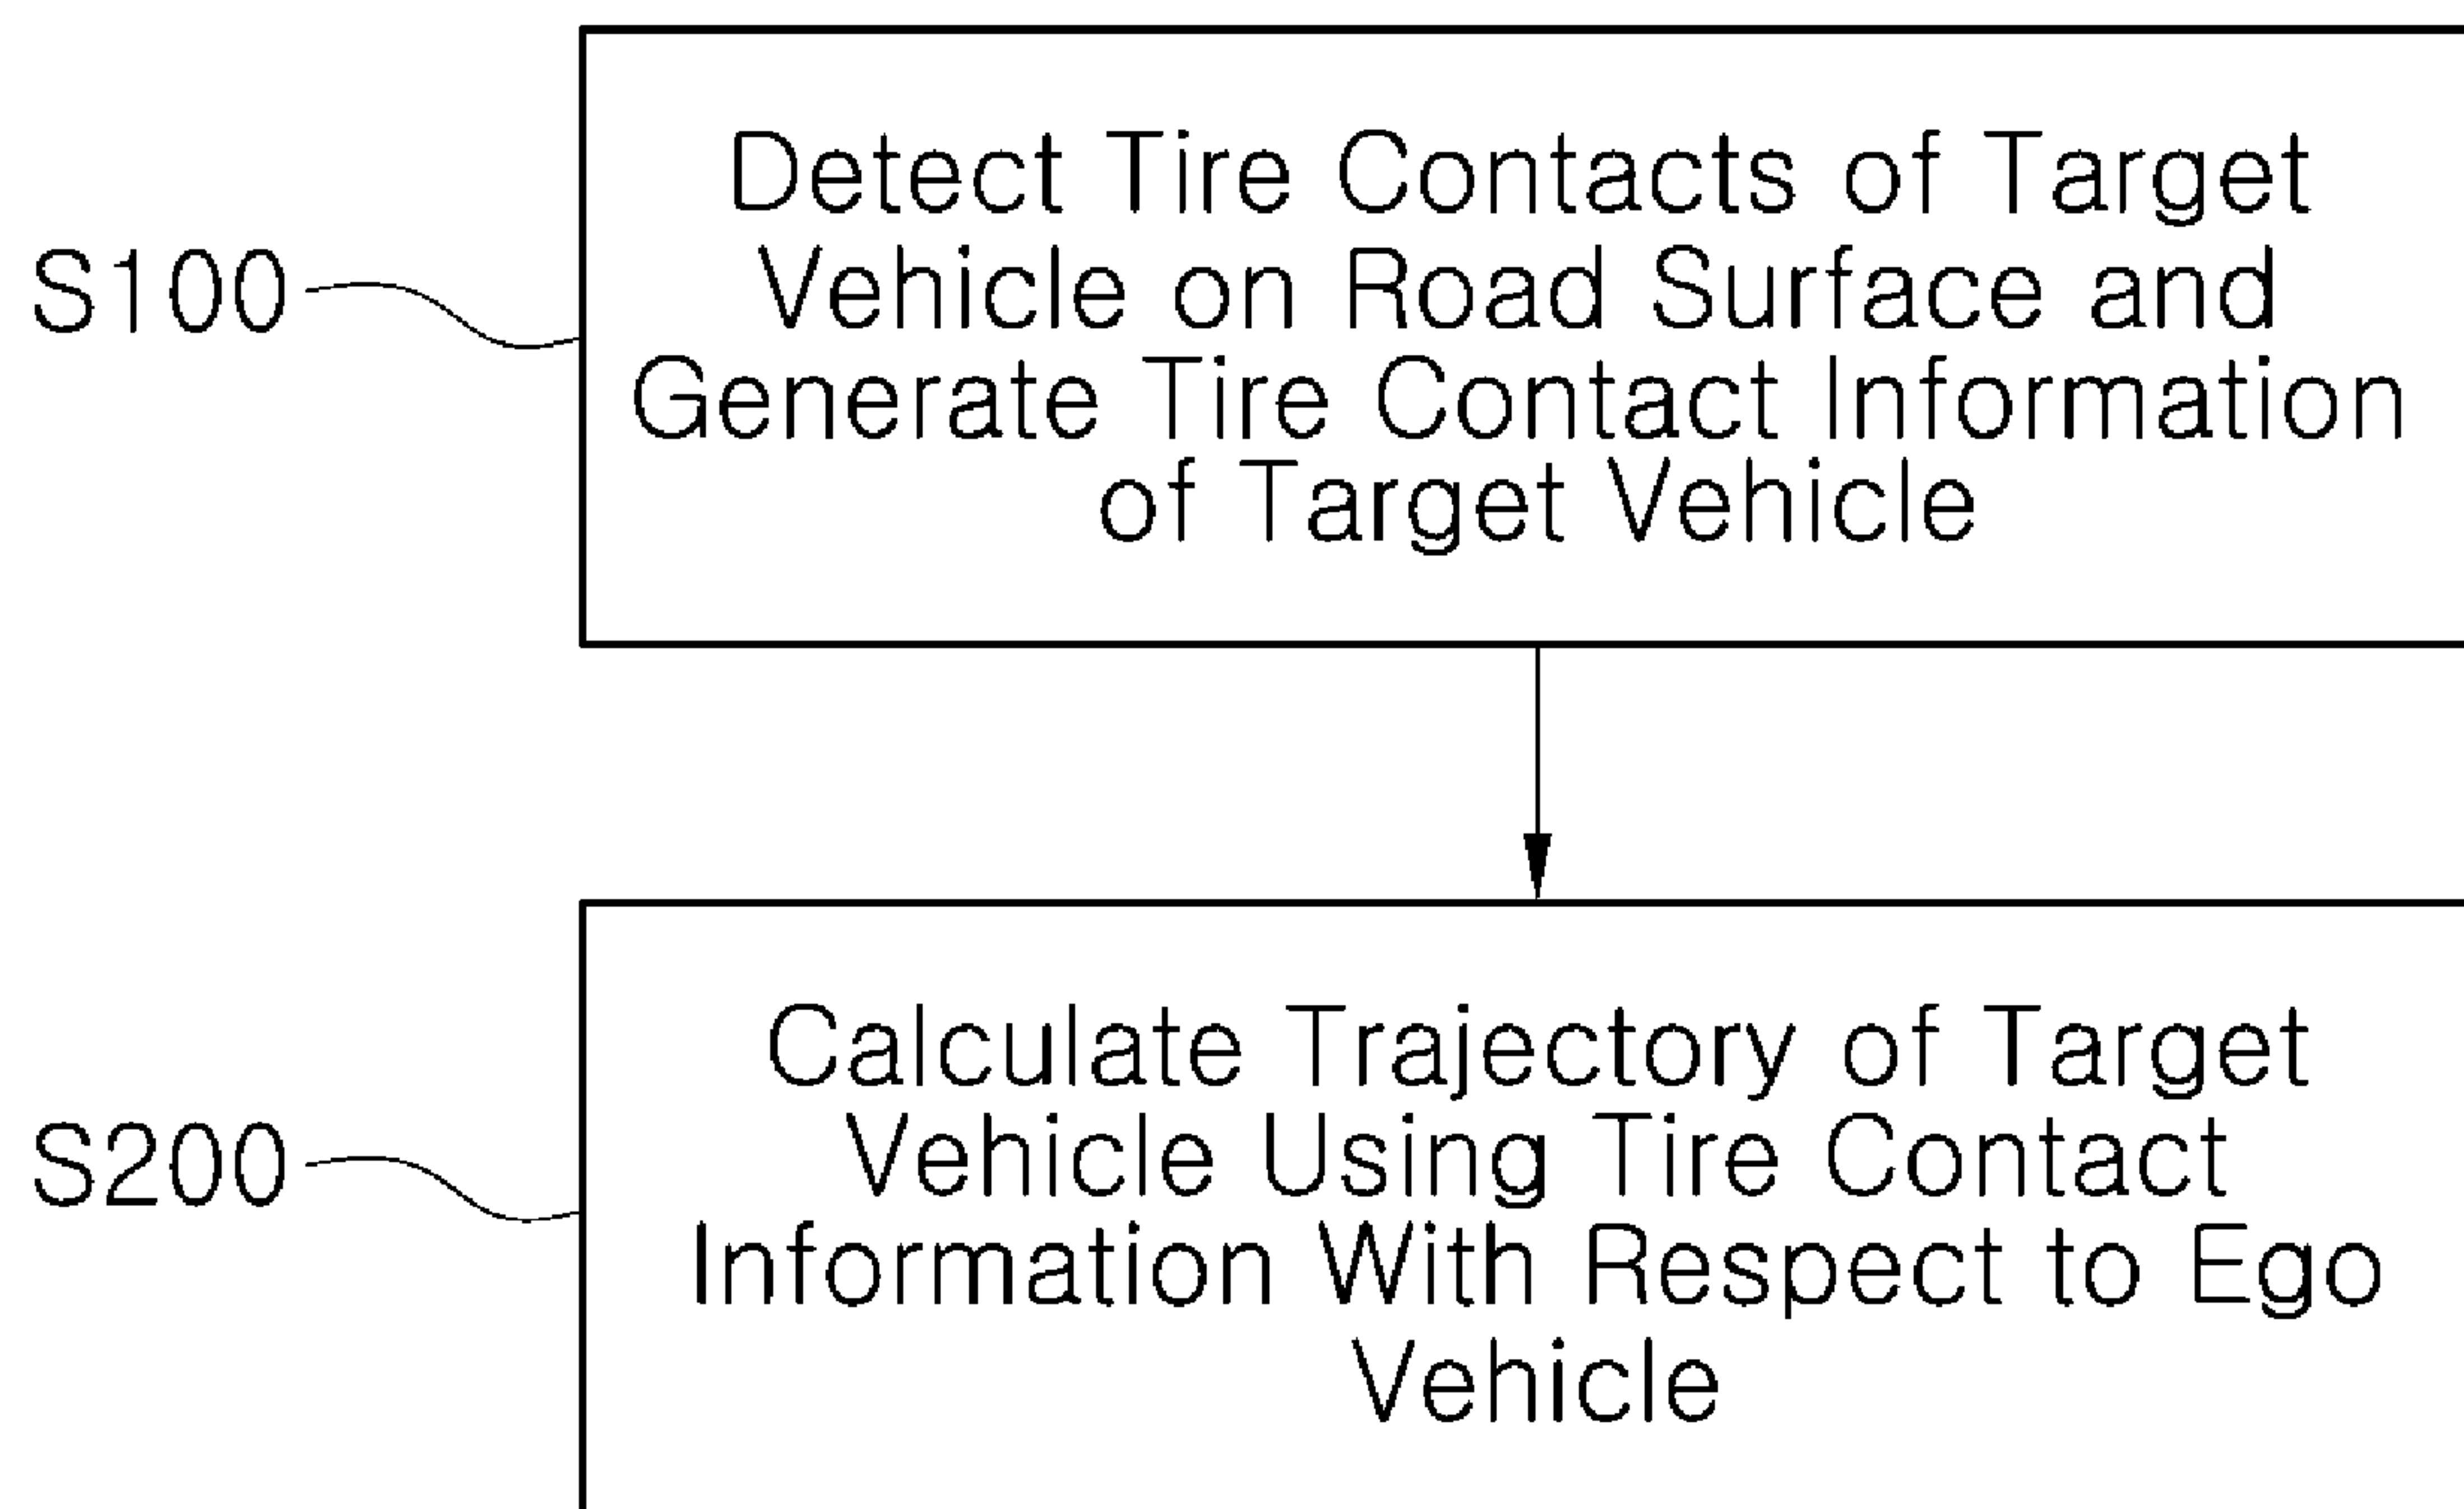 Detect Tire Contacts of Target
S100 Vehicle on Road Surface and
Generate Tire Contact Information
of Target Vehicle
Calculate Trajectory of Target
S200 Vehicle Using Tire Contact
Information With Respect to Ego
Vehicle